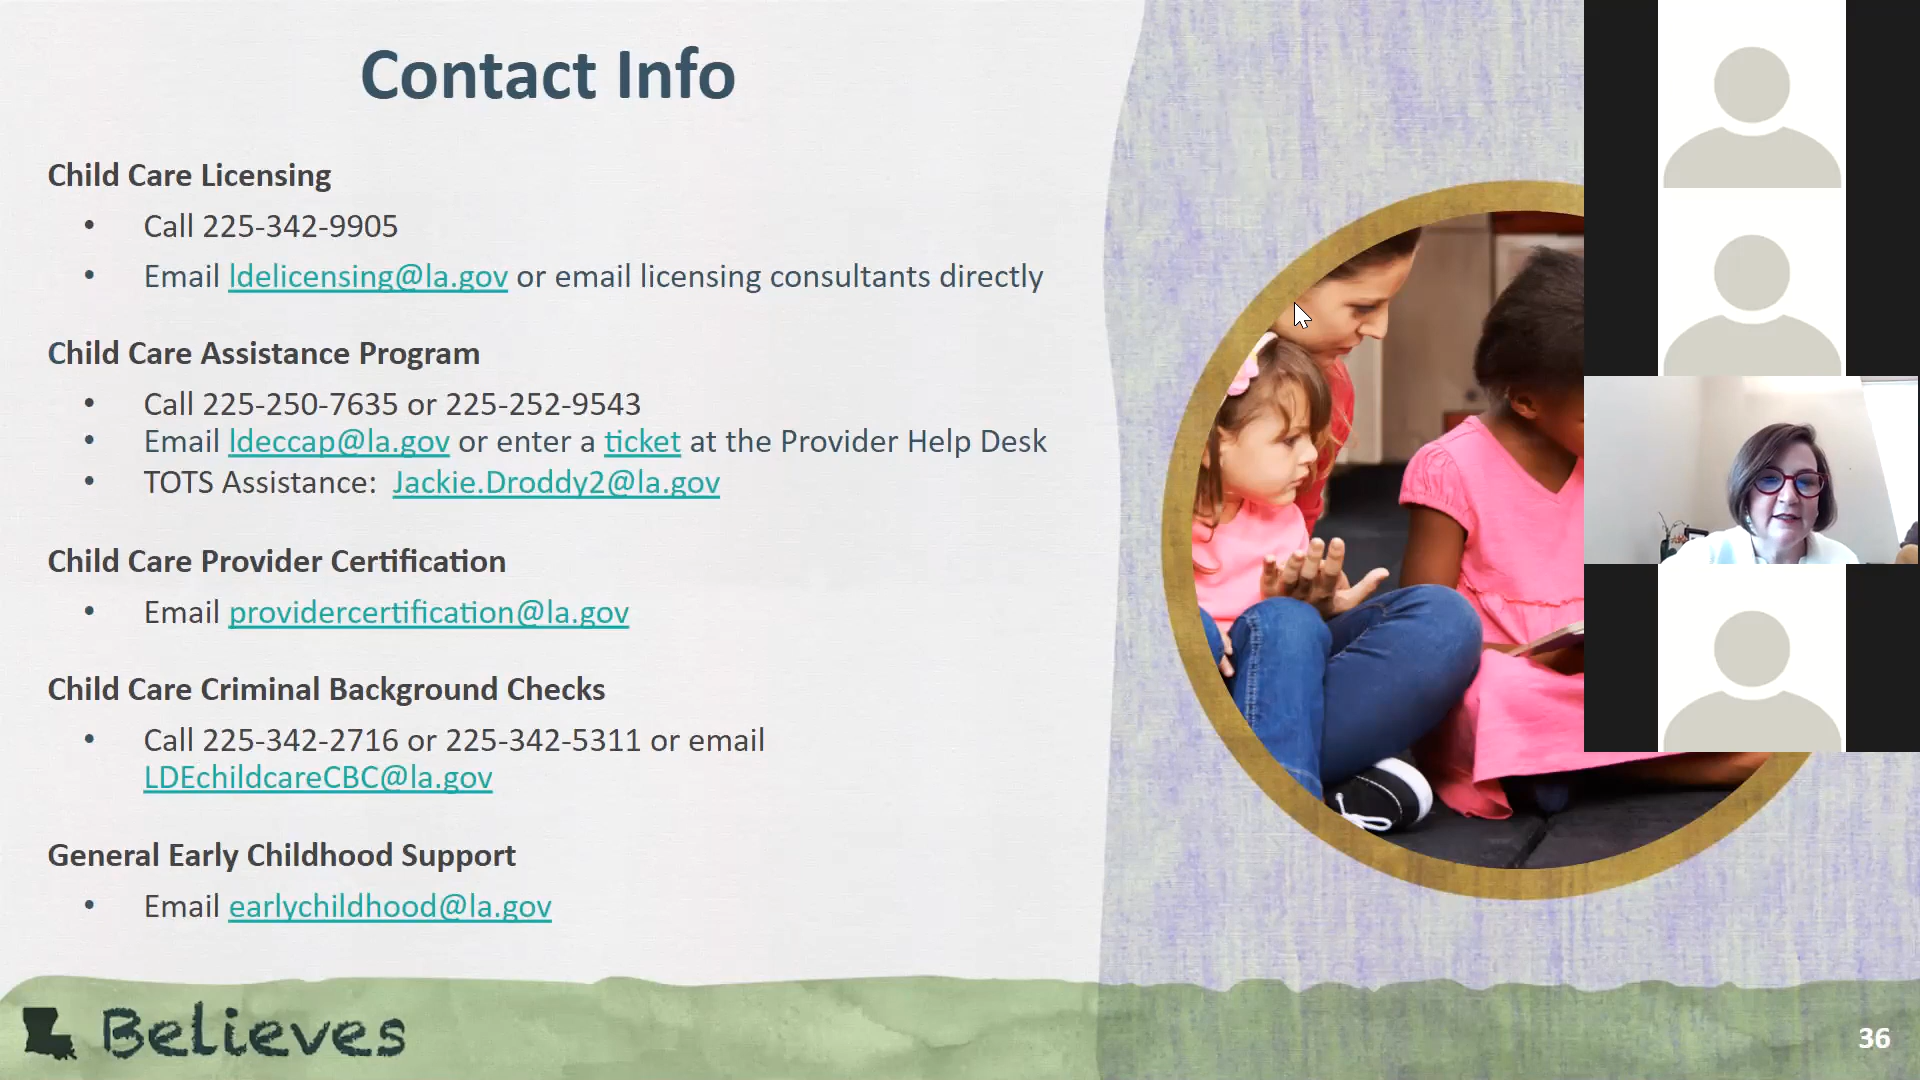 Contact Info
Child Care Licensing
• Call 225-342-9905
• Email ldelicensing@la.gov or email licensing consultants directly
Child Care Assistance Program
• Call 225-250-7635 or 225-252-9543
• Email ldeccap@la.gov or enter a ticket at the Provider Help Desk
• TOTS Assistance: Jackie.Droddy2@la.gov
Child Care Provider Certification
• Email providercertification@la.gov
Child Care Criminal Background Checks
• Call 225-342-2716 or 225-342-5311 or email
LDEchildcareCBC@la.gov
General Early Childhood Support
• Email earlychildhood@la.gov
Believes
36